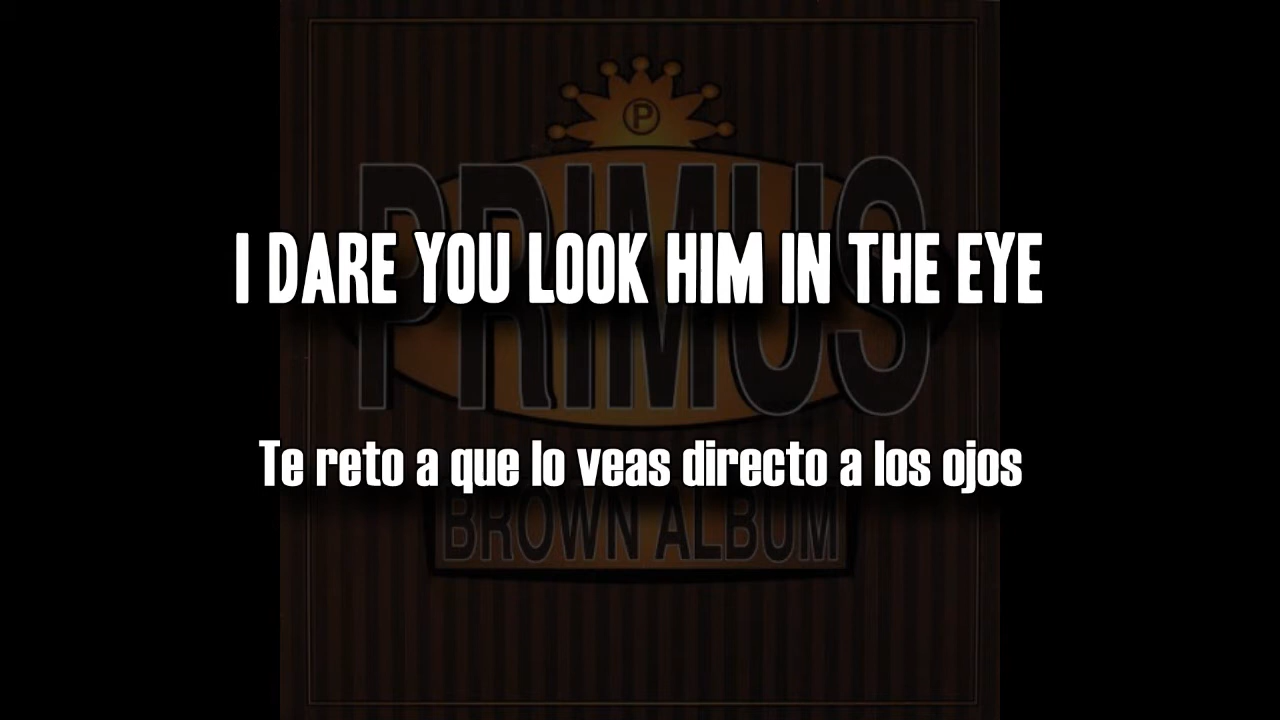 P
PRIMUS
I DARE YOU LOOK HIM IN THE EYE
Te reto a que lo veas directo a los ojos
BROWN ALBUM